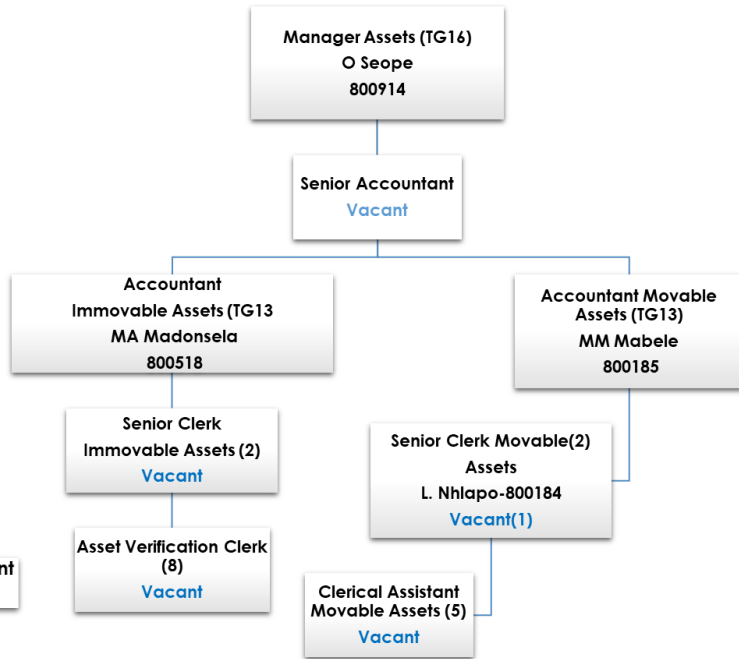 Manager Assets (TG16)
O Seope
800914
Senior Accountant
Vacant
Accountant
Immovable Assets (TG13
MA Madonsela
800518
Accountant Movable
Assets (TG13)
MM Mabele
800185
Senior Clerk
Immovable Assets (2)
Vacant
Senior Clerk Movable(2)
Assets
L. Nhlapo-800184
Vacant(1)
Asset Verification Clerk
(8)
Vacant
nt
Clerical Assistant
Movable Assets (5)
Vacant